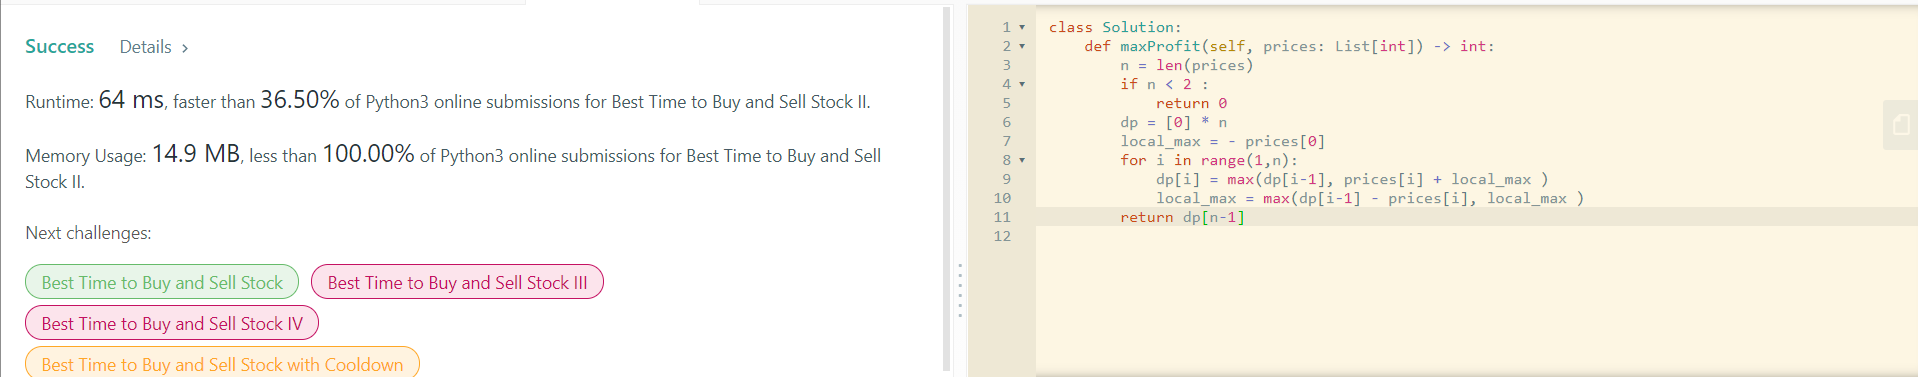 Success Details >
Runtime: 64 ms, faster than 36.50% of Python3 online submissions for Best Time to Buy and Sell Stock II.
Memory Usage: 14.9 MB, less than 100.00% of Python3 online submissions for Best Time to Buy and Sell
Stock II.
Next challenges:
Best Time to Buy and Sell Stock
Best Time to Buy and Sell Stock III
Best Time to Buy and Sell Stock IV
Best Time to Buy and Sell Stock with Cooldown
1 class Solution:
2     def maxProfit(self, prices: List[int]) -> int:
3         n = len(prices)
4         if n < 2 :
5             return 0
6         dp = [0] * n
7         local_max = - prices[0]
8         for i in range(1,n):
9             dp[i] = max(dp[i-1], prices[i] + local_max )
10             local_max = max(dp[i-1] - prices[i], local_max )
11         return dp[n-1]
12